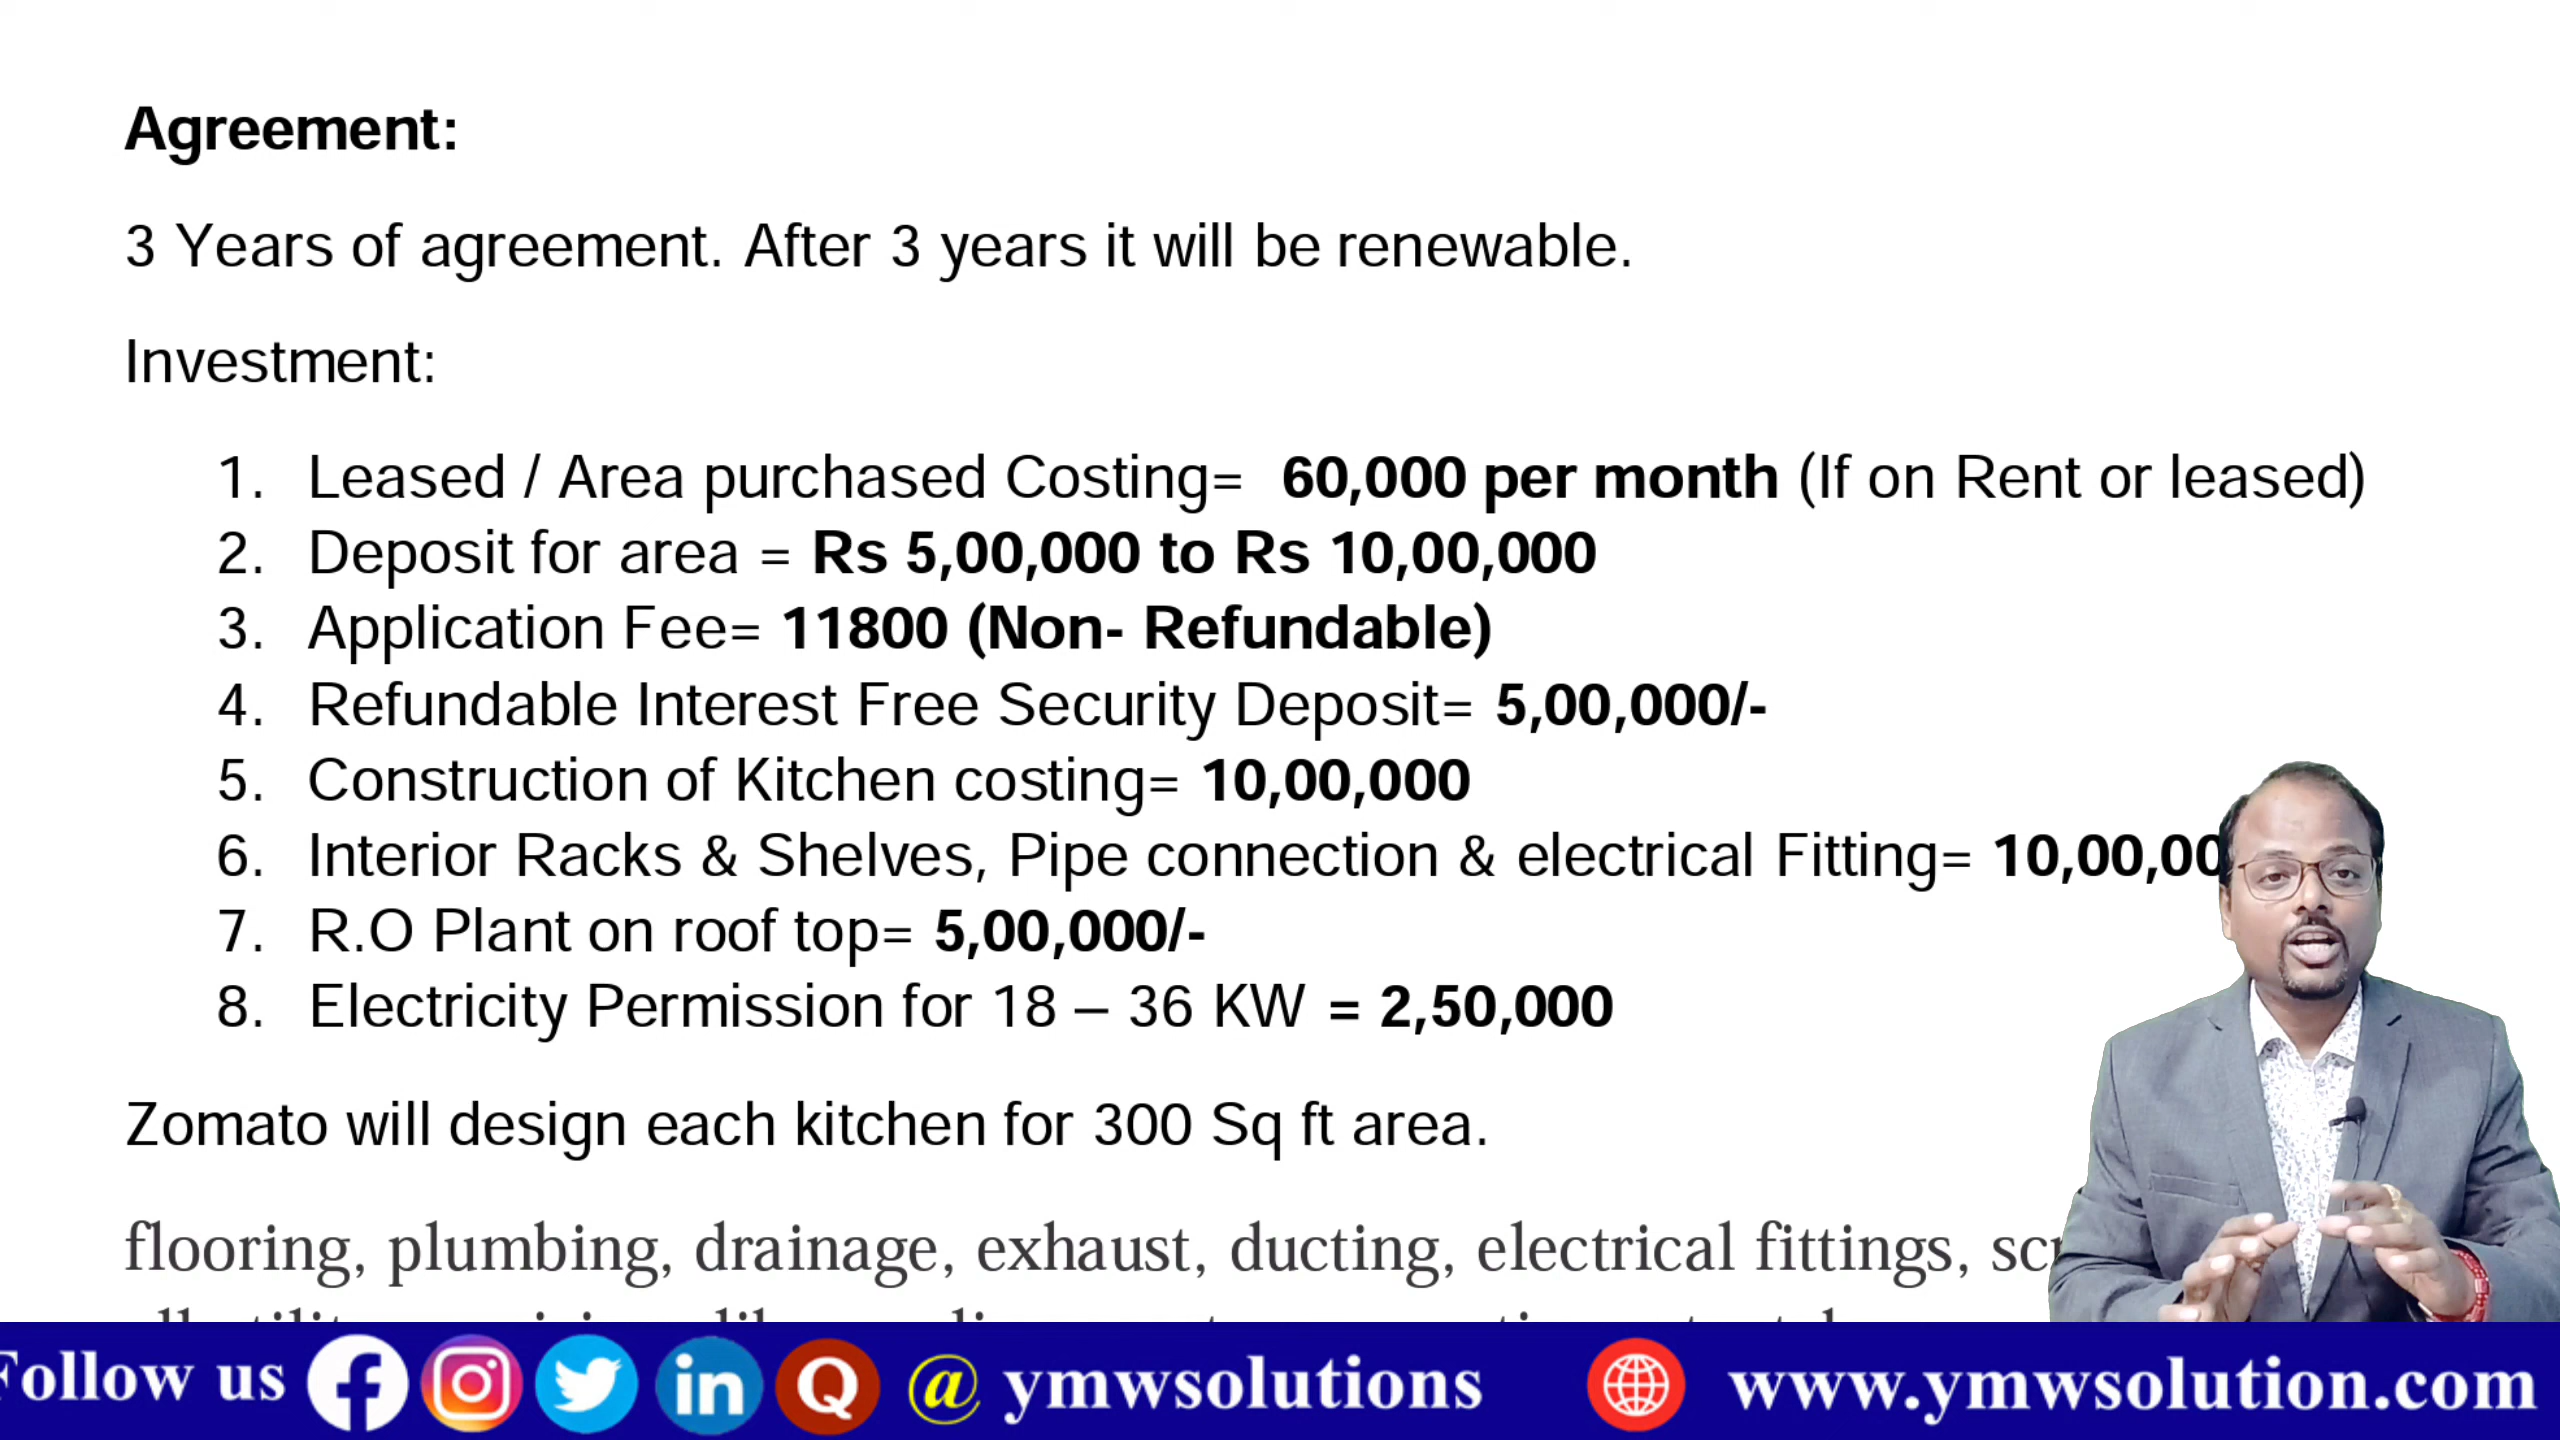 Agreement:
3 Years of agreement. After 3 years it will be renewable.
Investment:
1. Leased / Area purchased Costing= 60,000 per month (If on Rent or leased)
2. Deposit for area = Rs 5,00,000 to Rs 10,00,000
3. Application Fee= 11800 (Non- Refundable)
4. Refundable Interest Free Security Deposit= 5,00,000/-
5. Construction of Kitchen costing= 10,00,000
6. Interior Racks & Shelves, Pipe connection & electrical Fitting= 10,00,00
7. R.O Plant on roof top= 5,00,000/-
8. Electricity Permission for 18 – 36 KW = 2,50,000
Zomato will design each kitchen for 300 Sq ft area.
flooring, plumbing, drainage, exhaust, ducting, electrical fittings,
Follow us @ ymwsolutions www.ymwsolution.com